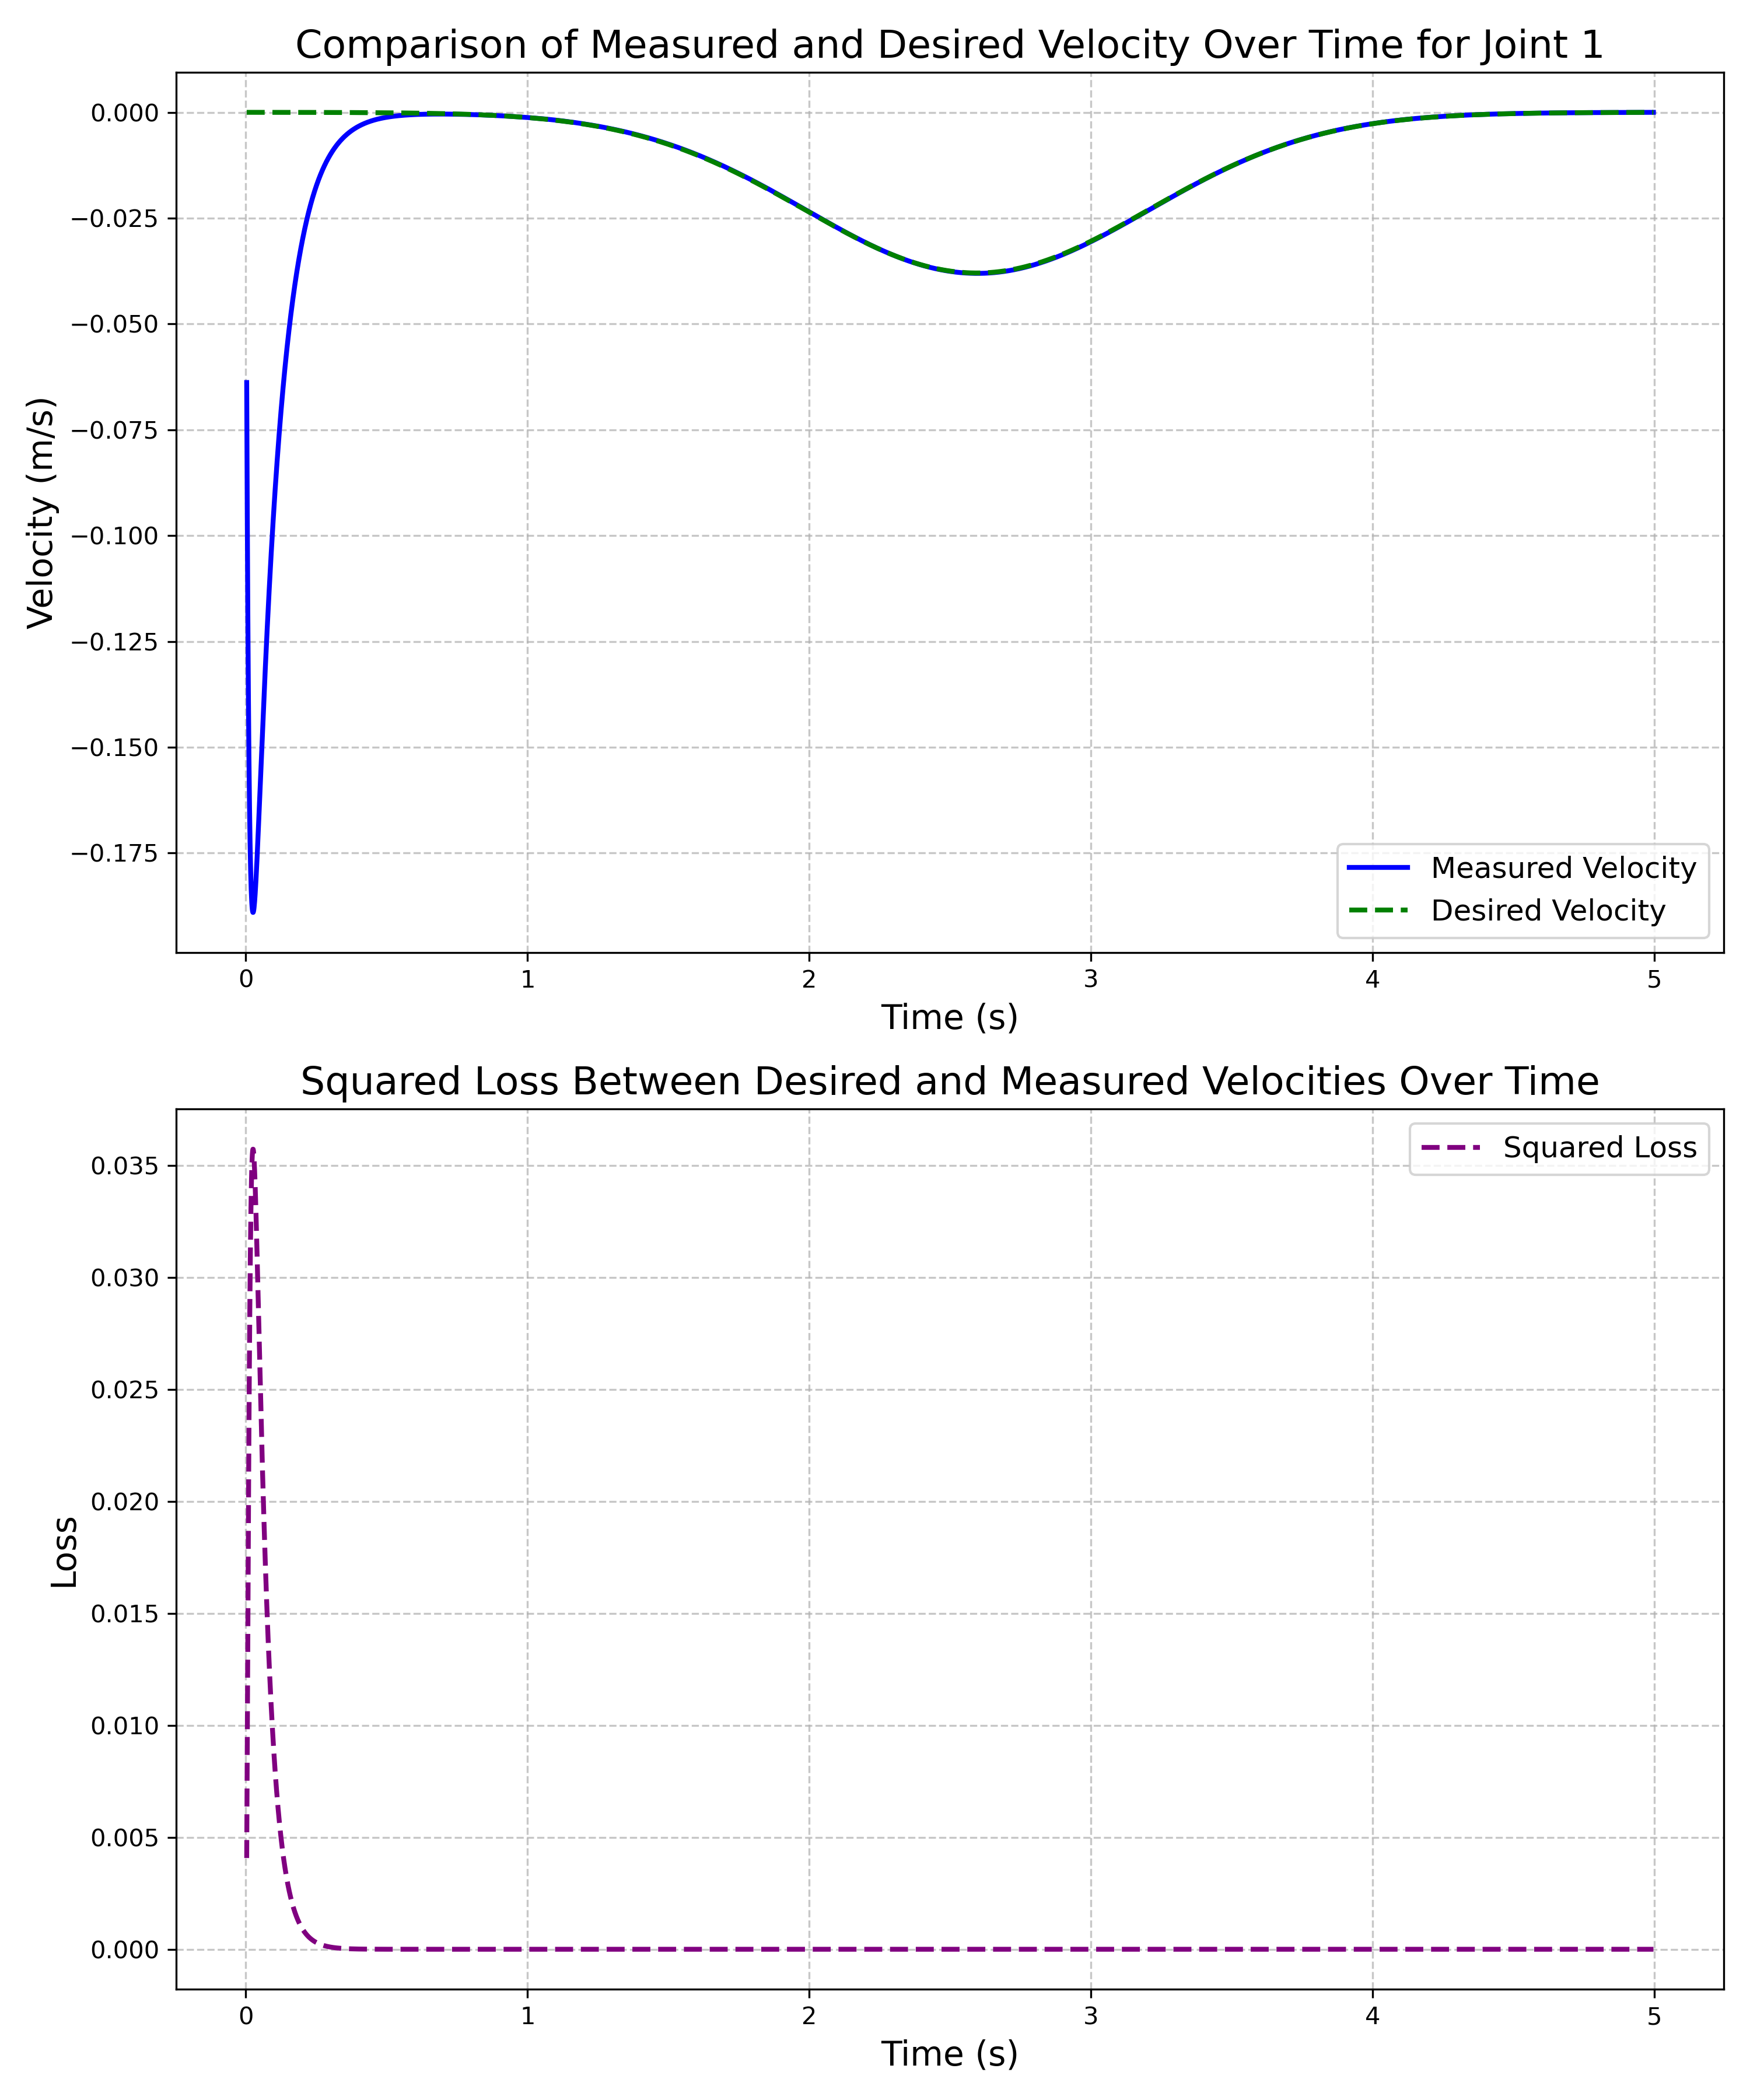 Comparison of Measured and Desired Velocity Over Time for Joint 1
Velocity (m/s)
0.000
−0.025
−0.050
−0.075
−0.100
−0.125
−0.150
−0.175
Measured Velocity
Desired Velocity
0 1 2 3 4 5
Time (s)
Squared Loss Between Desired and Measured Velocities Over Time
Loss
Squared Loss
0.035
0.030
0.025
0.020
0.015
0.010
0.005
0.000
0 1 2 3 4 5
Time (s)